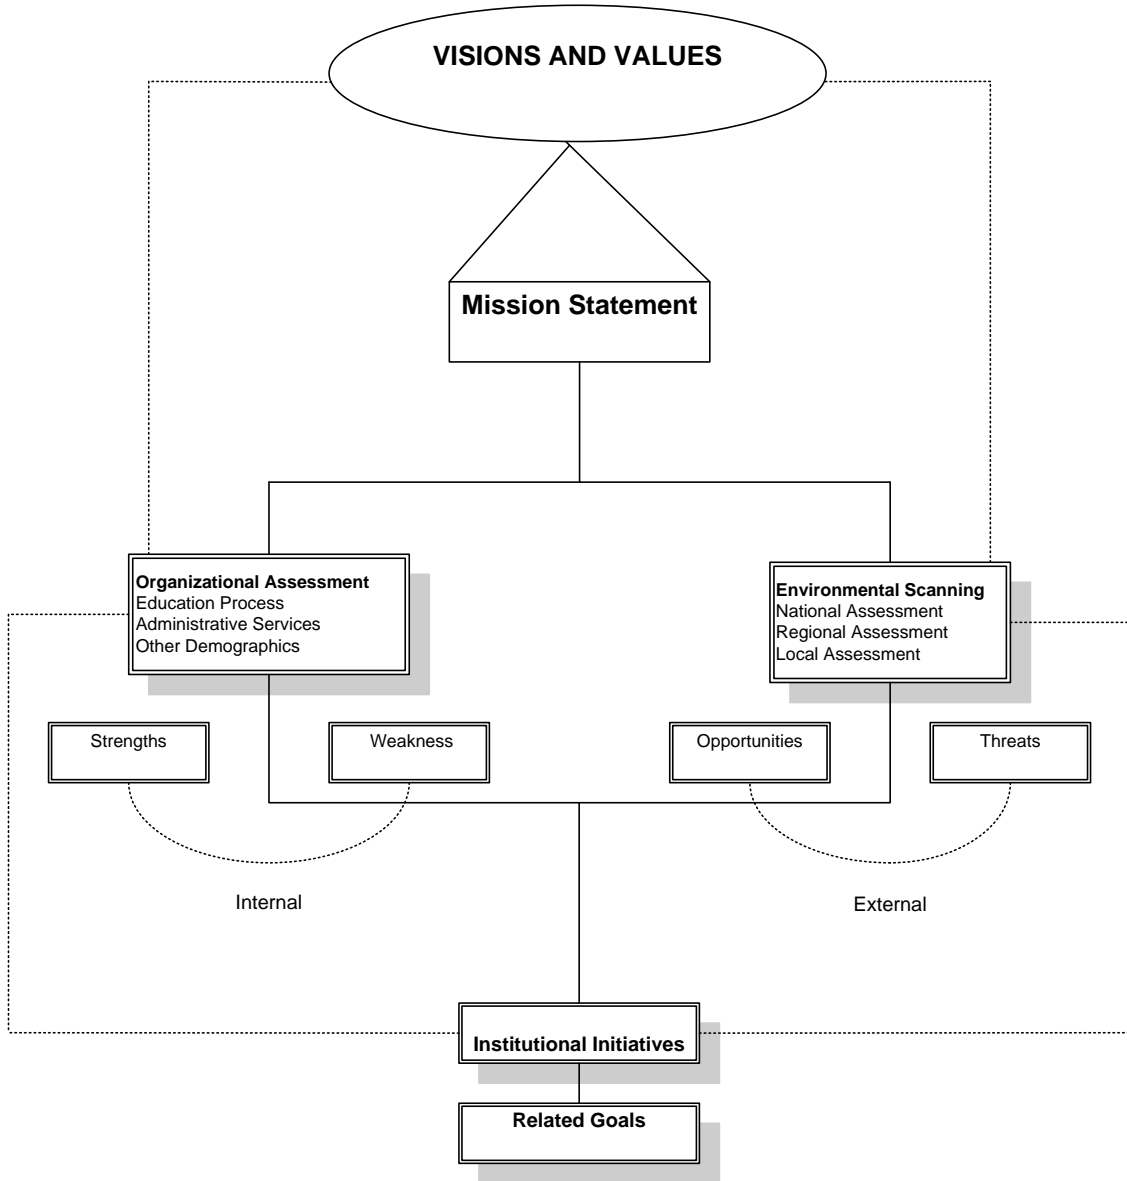 VISIONS AND VALUES
Mission Statement
Organizational Assessment
Education Process
Administrative Services
Other Demographics
Environmental Scanning
National Assessment
Regional Assessment
Local Assessment
Strengths
Weakness
Opportunities
Threats
Internal
External
Institutional Initiatives
Related Goals